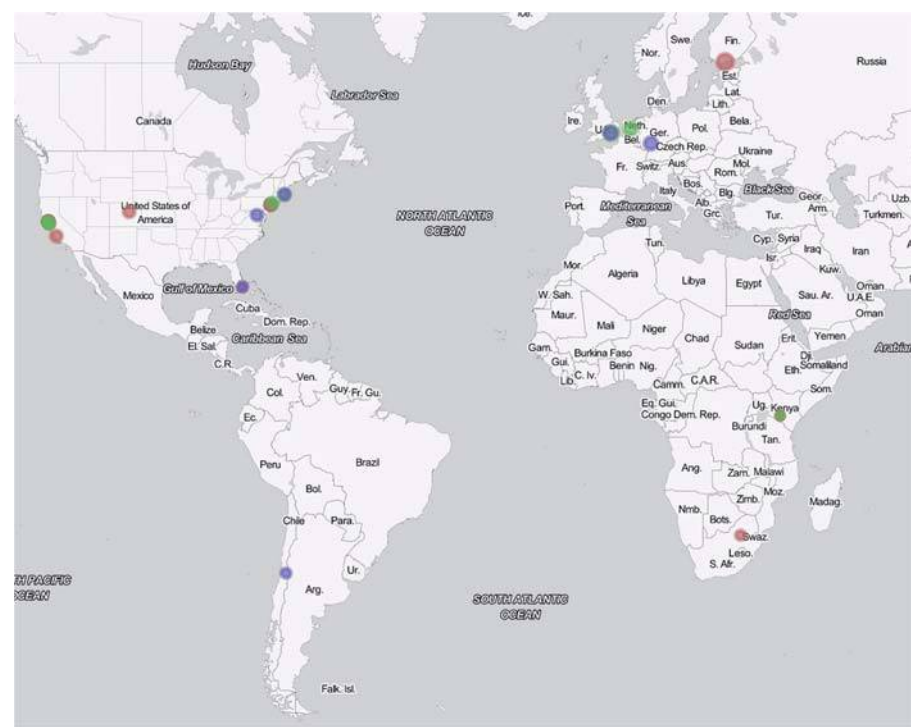 Ice.
Fin.
Swe.
Nor.
Russia
Hudson Bay
Est.
Labrador Sea
Lat.
Den.
Lith.
Canada
Ire.
U.
Neth.
Ger.
Pol.
Bela.
Bel.
Czech Rep.
Ukraine
Fr.
Switz.
Aus.
Mol.
Rom.
Italy
Bos.
Black Sea
Blg.
Geor.
Uzb.
United States of
America
Port.
Mediterranean
Sea
Alb.
Grc.
Tur.
Arm.
Turkmen.
NORTH ATLANTIC
OCEAN
Tun.
Cyp.
Syria
Isr.
Iraq
Iran
Mor.
Kuw.
Algeria
Libya
Egypt
Mexico
Gulf of Mexico
W. Sah.
Sau. Ar.
Oman
U.A.E.
Cuba
Maur.
Red Sea
Oman
Dom. Rep.
Mali
Niger
Belize
Chad
Sudan
Erit.
Yemen
El. Sal.
Caribbean Sea
Gam.
Burkina Faso
Dji.
Arabian
C.R.
Gui.
Benin
Nig.
Eth.
Somaliland
Ven.
Lib.
C. Iv.
Camm.
C.A.R.
Som.
Col.
Guy.
Fr. Gu.
Eq. Gui.
Ug.
Kenya
Ec.
Congo Dem. Rep.
Burundi
Tan.
Peru
Brazil
Ang.
Zam.
Malawi
Bol.
Moz.
Zimb.
Madag.
Chile
Para.
Nmb.
Bots.
Swaz.
Leso.
S. Afr.
Ur.
TH PACIFIC
OCEAN
Arg.
SOUTH ATLANTIC
OCEAN
Falk. Isl.